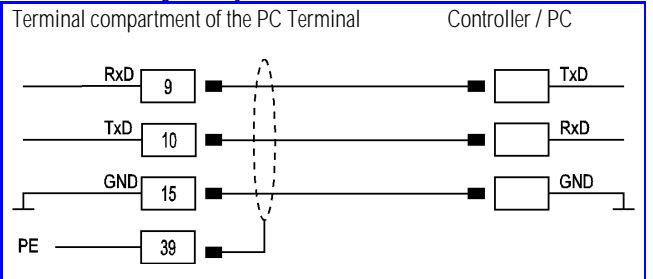 Terminal compartment of the PC Terminal Controller / PC
RxD 9 TxD
TxD 10 RxD
GND 15 GND
PE 39